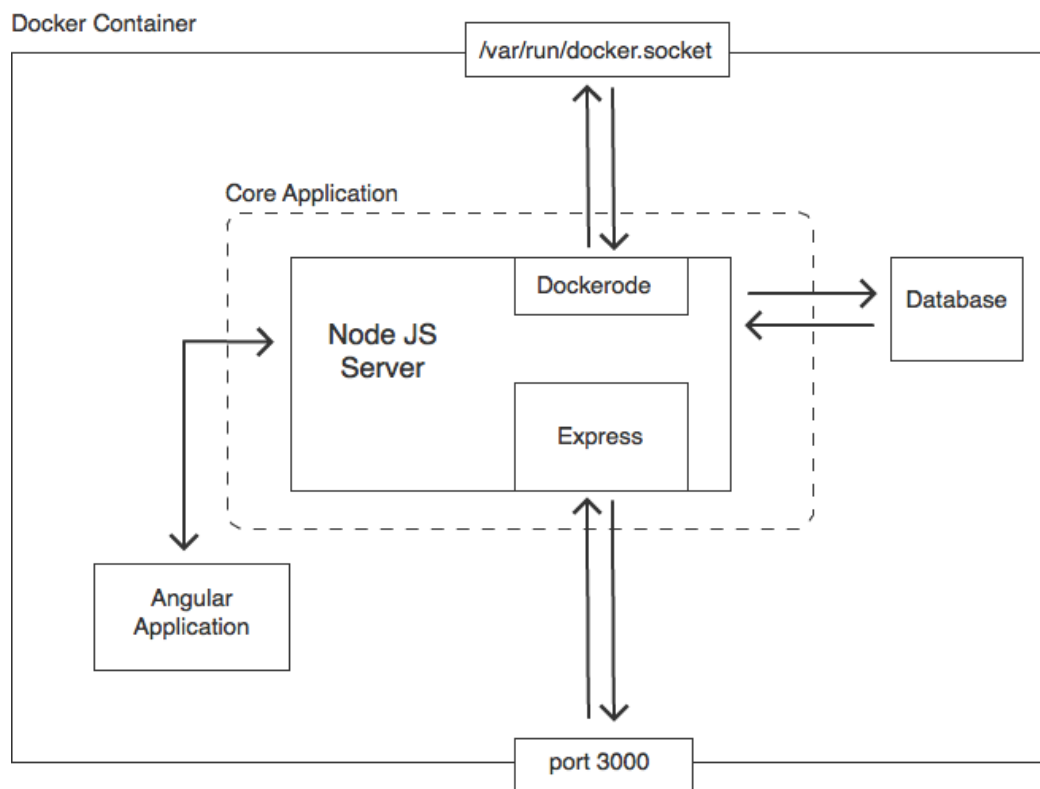 Docker Container
/var/run/docker.socket
Core Application
Dockerode
Database
Node JS
Server
Express
Angular
Application
port 3000